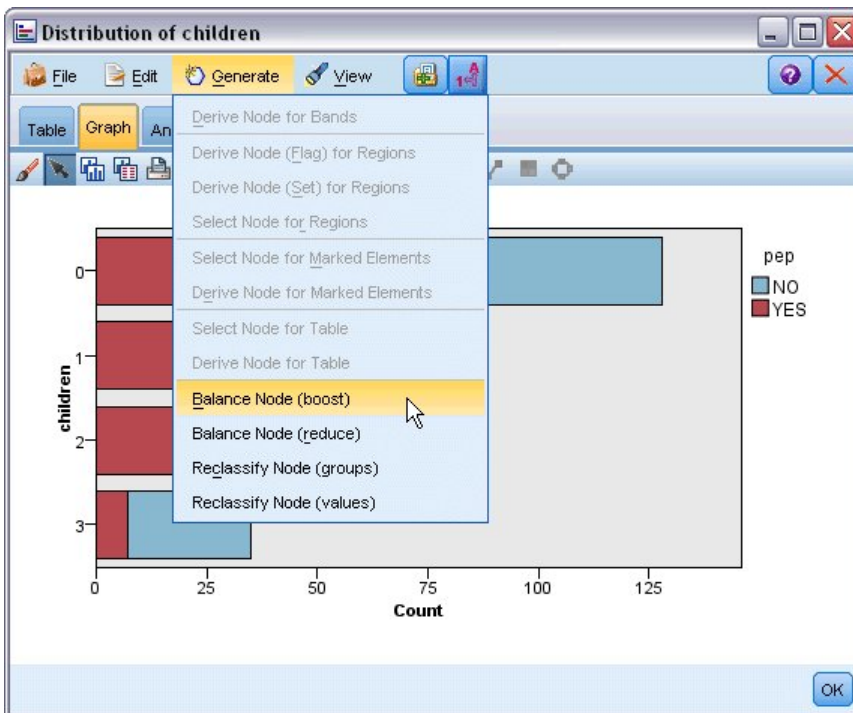 Distribution of children
File Edit Generate View
Table Graph An
Derive Node for Bands
Derive Node (Flag) for Regions
Derive Node (Set) for Regions
Select Node for Regions
Select Node for Marked Elements
Derive Node for Marked Elements
Select Node for Table
Derive Node for Table
Balance Node (boost)
Balance Node (reduce)
Reclassify Node (groups)
Reclassify Node (values)
children
0
1
2
3
0 25 50 75 100 125
Count
pep
NO
YES
OK